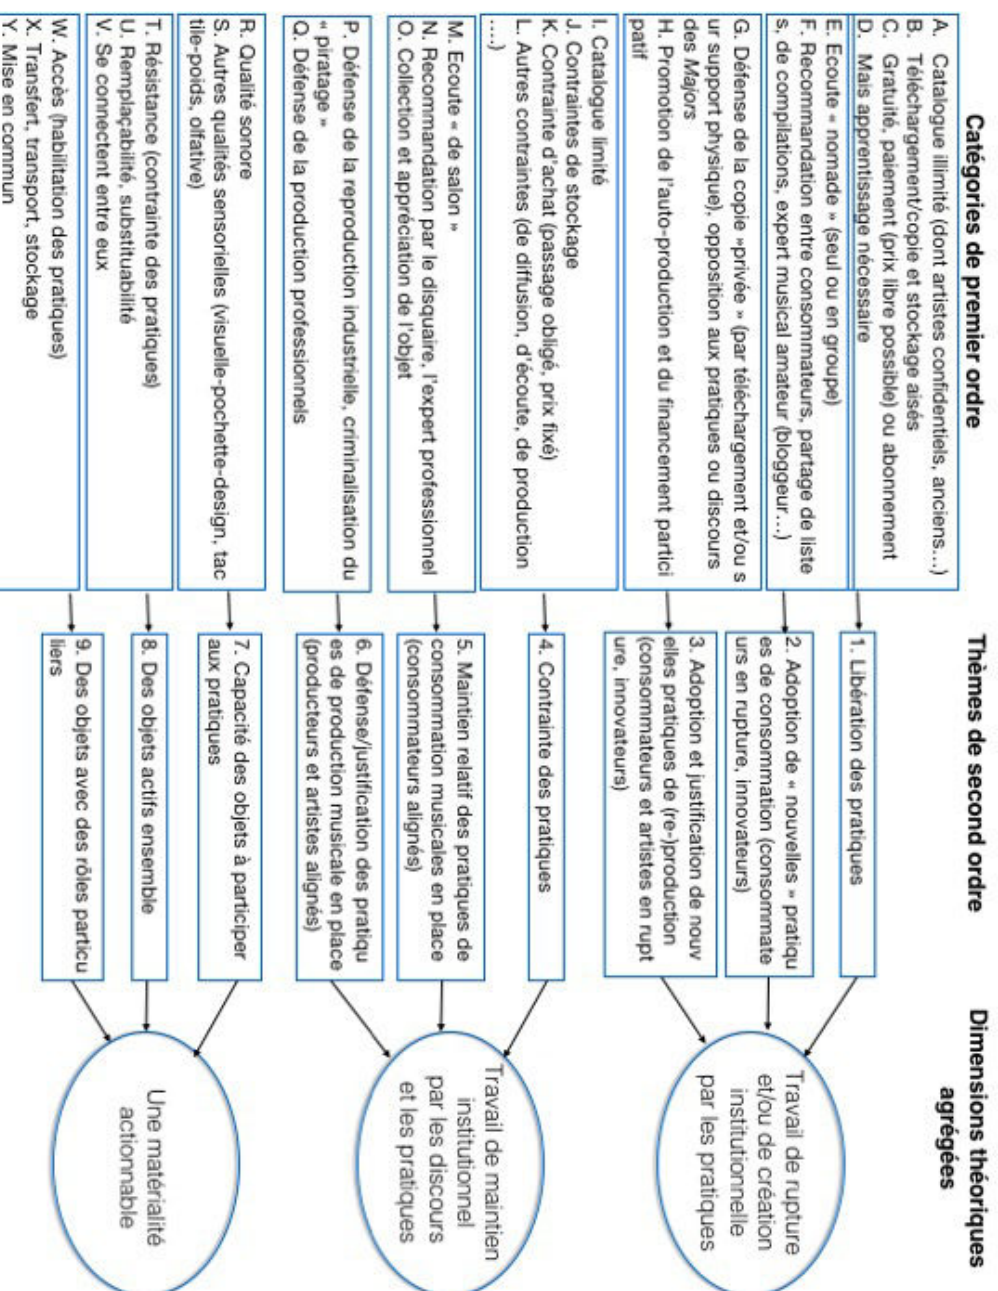 Catégories de premier ordre
Thèmes de second ordre
Dimensions théoriques
agrégées
A. Catalogue illimité (dont artistes confidentiels, anciens…)
B. Téléchargement/copie et stockage aisés
C. Gratuité, paiement (prix libre possible) ou abonnement
D. Mais apprentissage nécessaire
E. Ecoute « nomade » (seul ou en groupe)
F. Recommandation entre consommateurs, partage de liste
s, de compilations, expert musical amateur (bloggeur…)
G. Défense de la copie »privée » (par téléchargement et/ou s
ur support physique), opposition aux pratiques ou discours
des Majors
H. Promotion de l'auto-production et du financement partici
patif
I. Catalogue limité
J. Contraintes de stockage
K. Contrainte d'achat (passage obligé, prix fixé)
L. Autres contraintes (de diffusion, d'écoute, de production
….)
M. Ecoute « de salon »
N. Recommandation par le disquaire, l'expert professionnel
O. Collection et appréciation de l'objet
P. Défense de la reproduction industrielle, criminalisation du
« piratage »
Q. Défense de la production professionnels
R. Qualité sonore
S. Autres qualités sensorielles (visuelle-pochette-design, tac
tile-poids, olfative)
T. Résistance (contrainte des pratiques)
U. Remplaçabilité, substituabilité
V. Se connectent entre eux
W. Accès (habilitation des pratiques)
X. Transfert, transport, stockage
Y. Mise en commun
1. Libération des pratiques
2. Adoption de « nouvelles » pratiqu
es de consommation (consommate
urs en rupture, innovateurs)
3. Adoption et justification de nouv
elles pratiques de (re-)production
(consommateurs et artistes en rupt
ure, innovateurs)
4. Contrainte des pratiques
5. Maintien relatif des pratiques de
consommation musicales en place
(consommateurs alignés)
6. Défense/justification des pratiqu
es de production musicale en place
(producteurs et artistes alignés)
7. Capacité des objets à participer
aux pratiques
8. Des objets actifs ensemble
9. Des objets avec des rôles particu
liers
Travail de rupture
et/ou de création
institutionnelle
par les pratiques
Travail de maintien
institutionnel
par les discours
et les pratiques
Une matérialité
actionnable